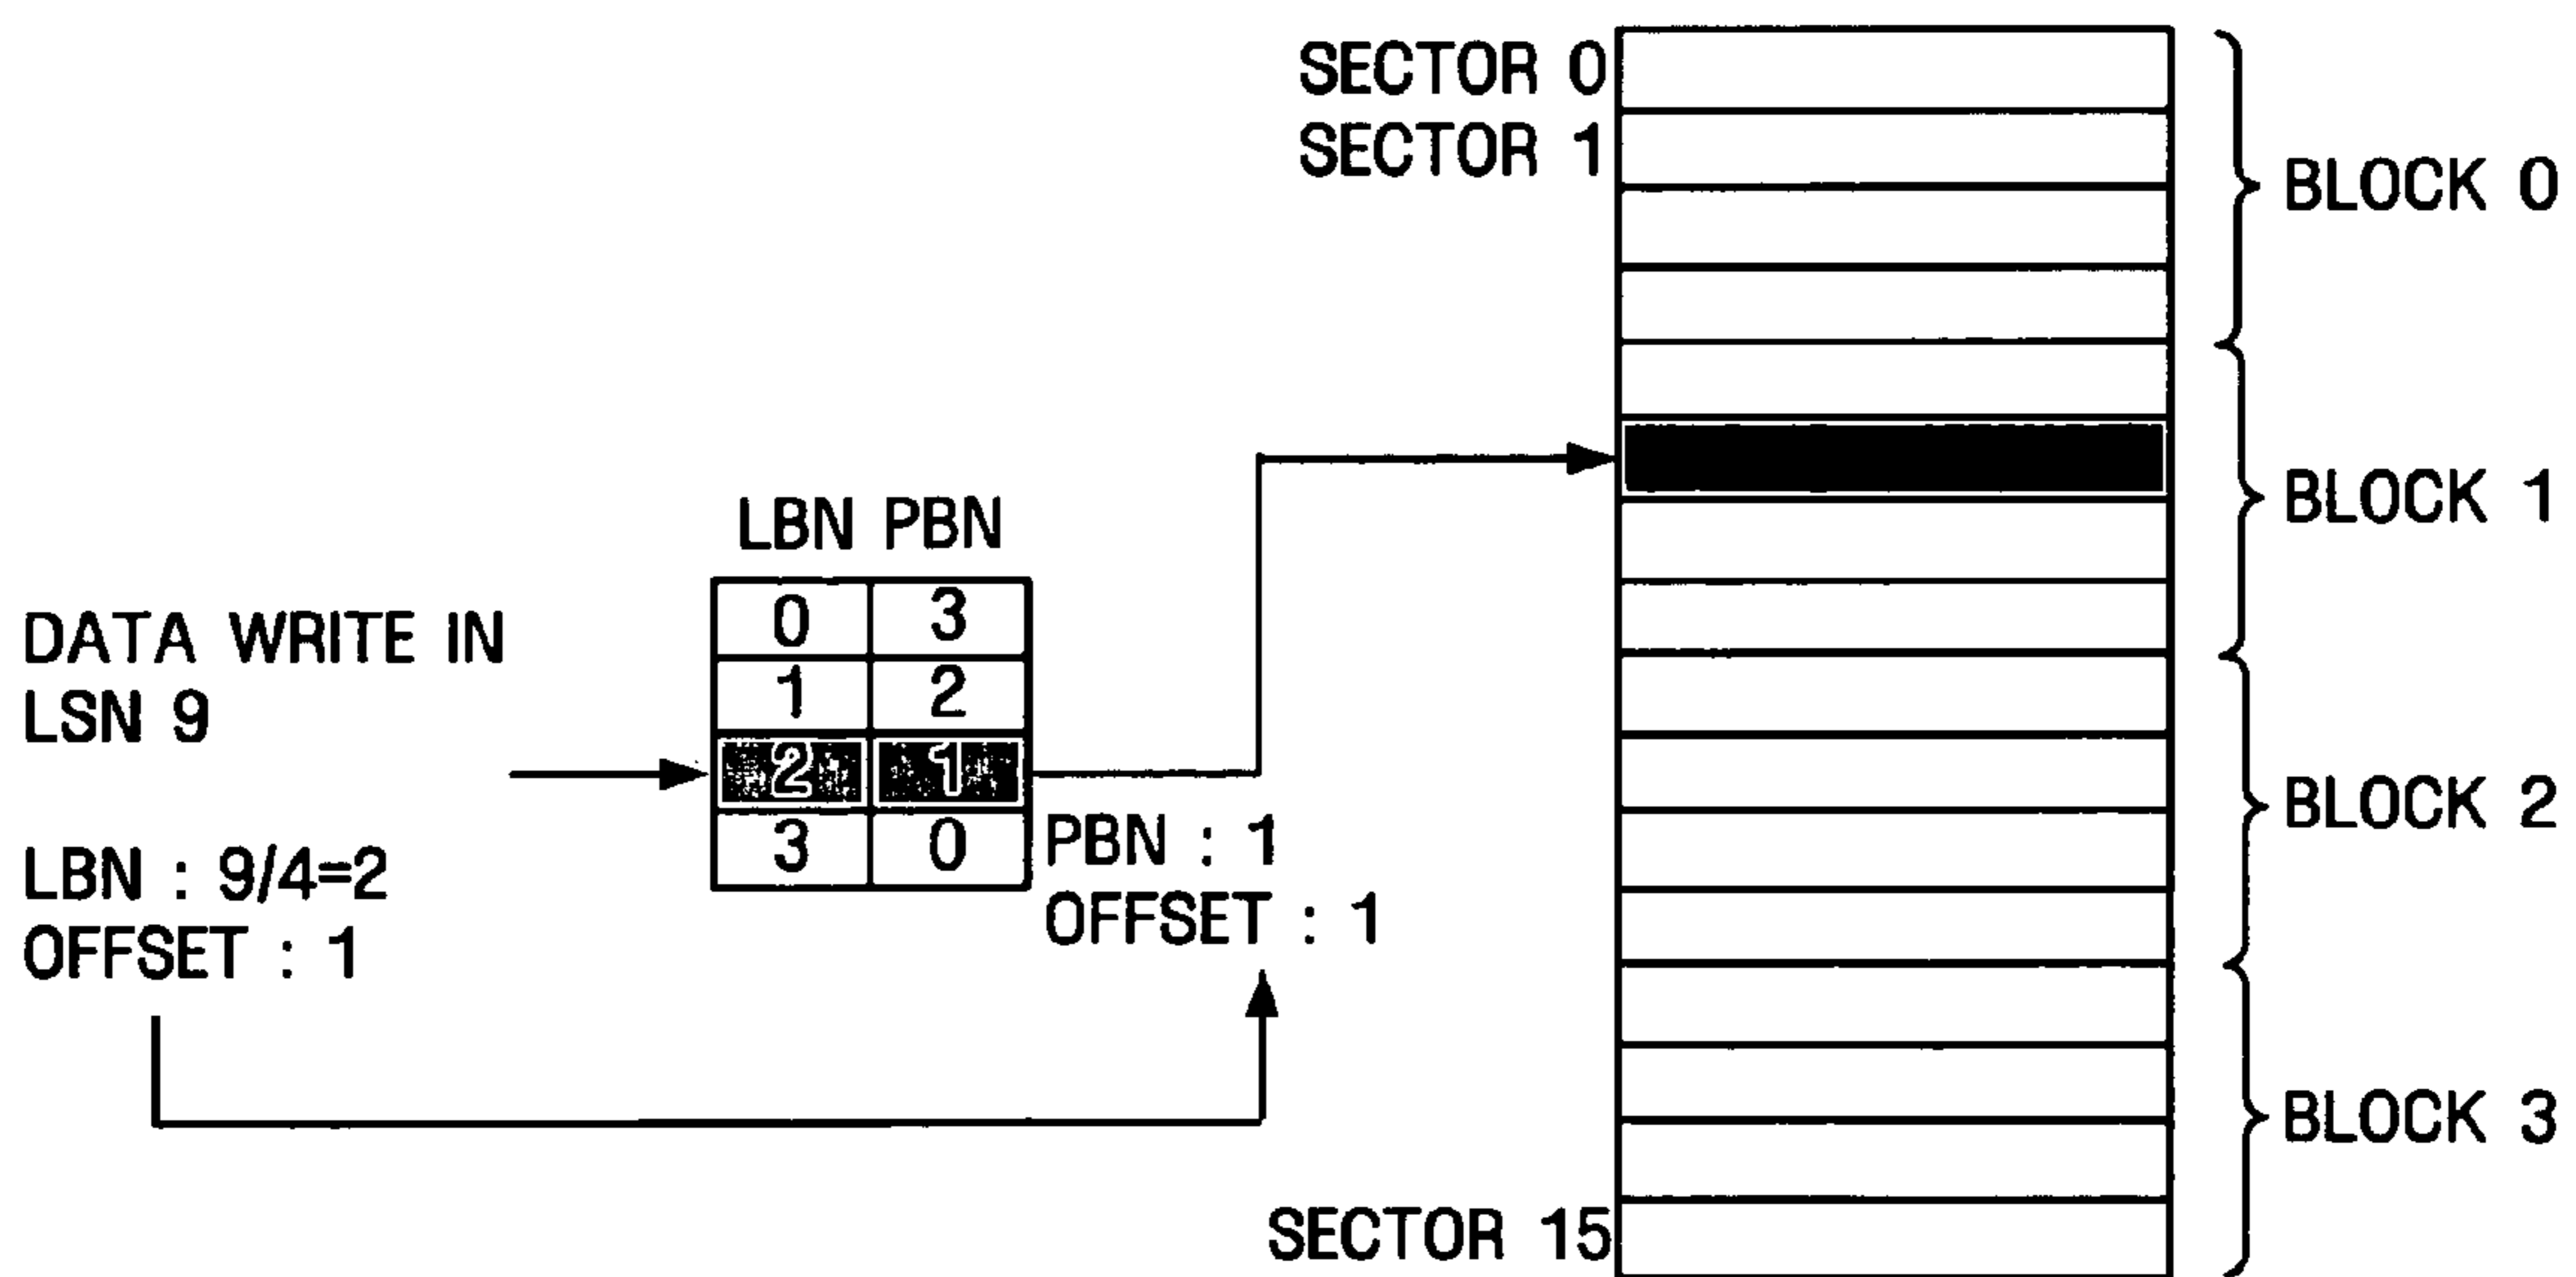 DATA WRITE IN
LSN 9
LBN : 9/4=2
OFFSET : 1
LBN PBN
0 3
1 2
2 1
3 0
PBN : 1
OFFSET : 1
SECTOR 0
SECTOR 1
SECTOR 15
BLOCK 0
BLOCK 1
BLOCK 2
BLOCK 3